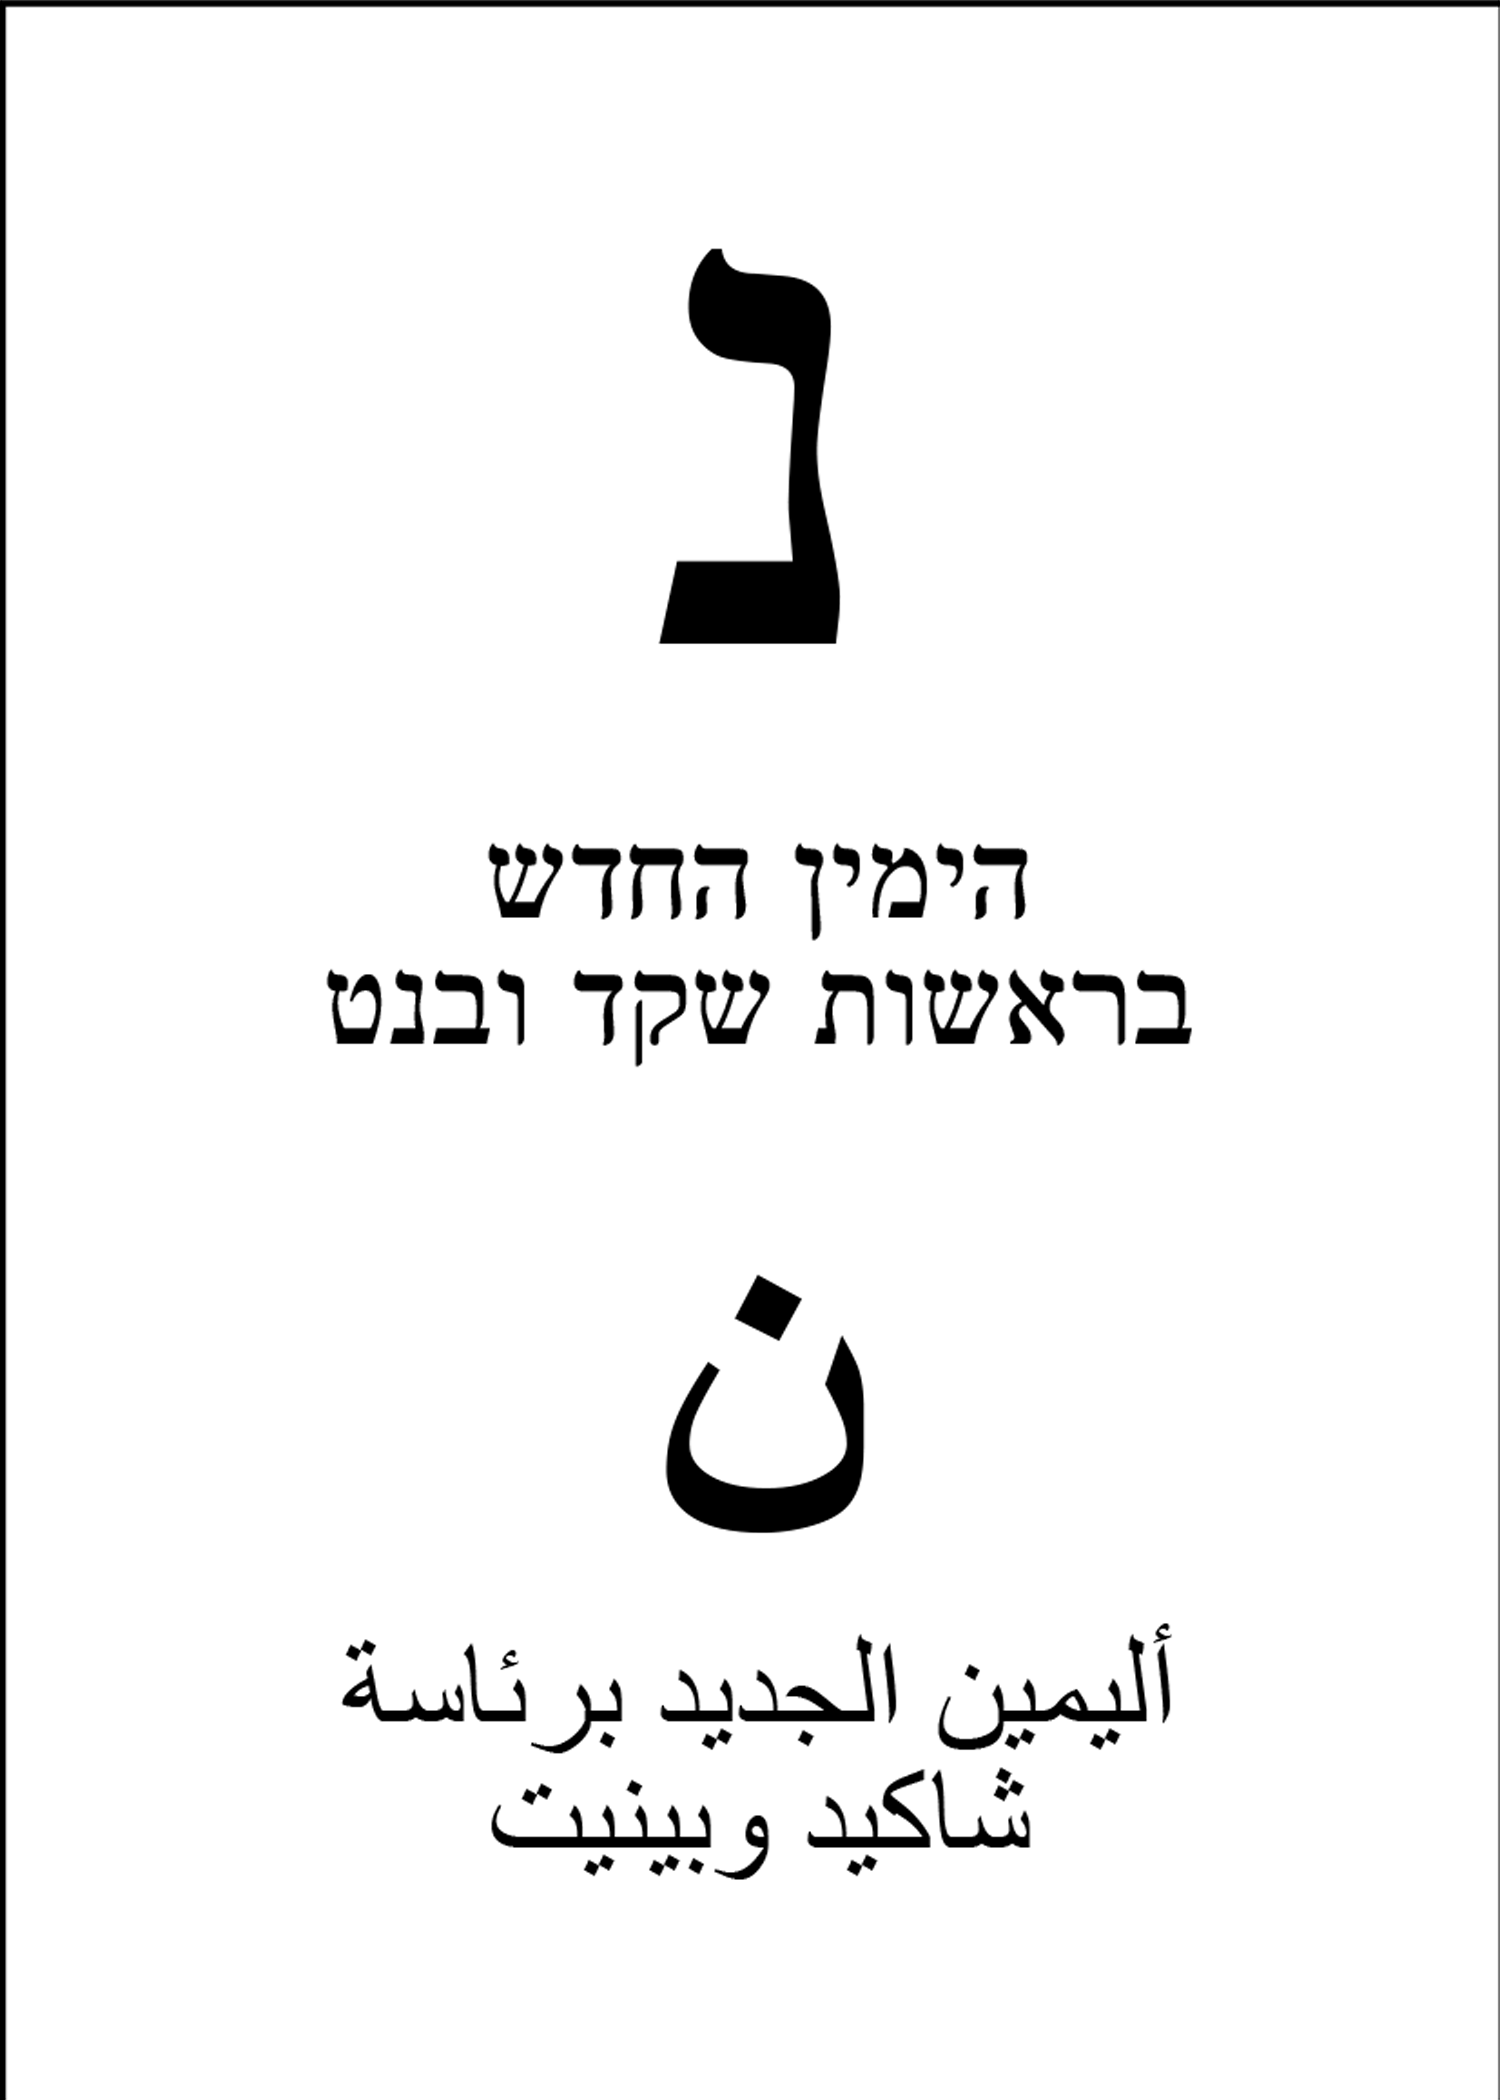 נ
הימין החדש
בראשות שקד ובנט
ن
أليمين الجديد برئاسة
شاكيد وبينيت